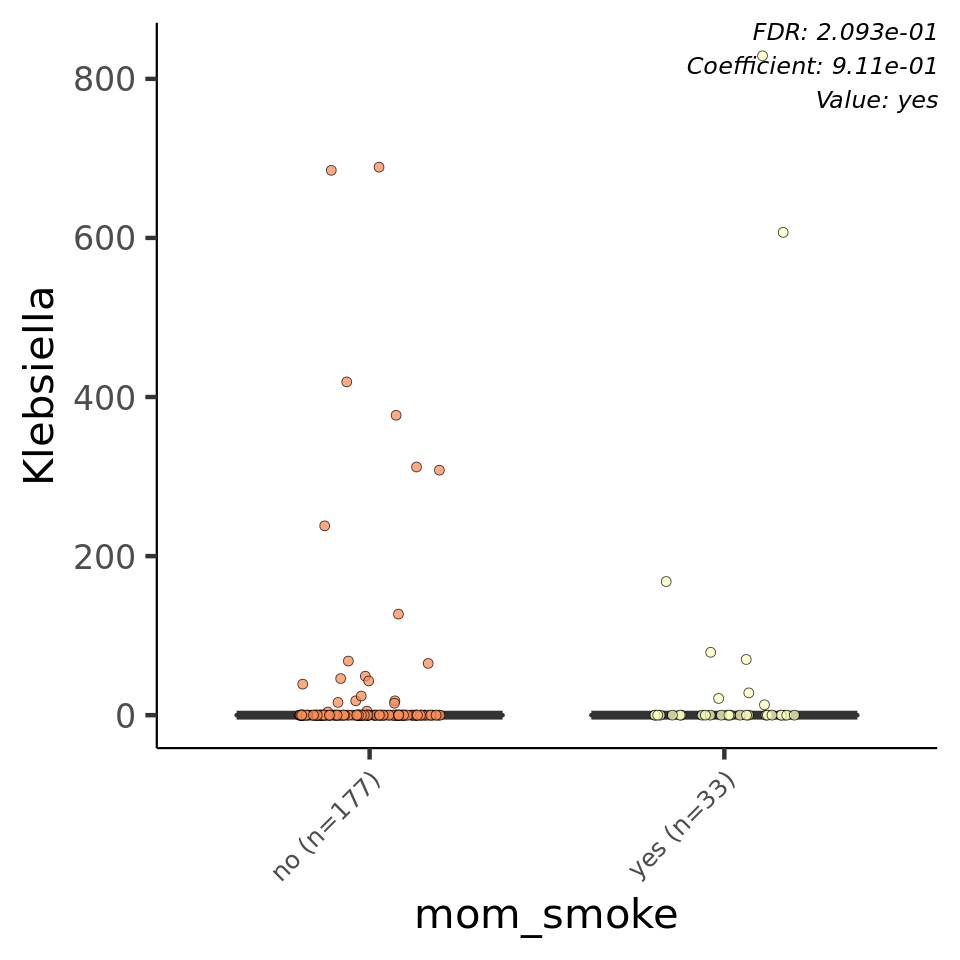 FDR: 2.093e-01
Coefficient: 9.11e-01
Value: yes
800
600
400
200
0
Klebsiella
no (n=177)
yes (n=33)
mom_smoke